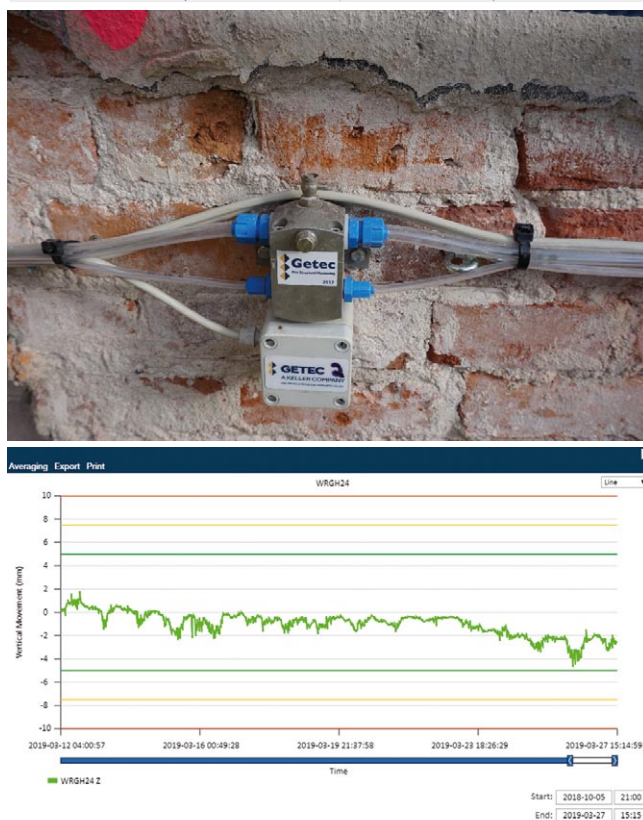 Getec
2017
GETEC
A KELLER COMPANY
Averaging Export Print
WRGH24
Line
Vertical Movement (mm)
10
8
6
4
2
0
-2
-4
-6
-8
-10
2019-03-12 04:00:57 2019-03-16 00:49:28 2019-03-19 21:37:58 2019-03-23 18:26:29 2019-03-27 15:14:59
Time
WRGH24 Z
Start: 2018-10-05 21:00
End: 2019-03-27 15:15